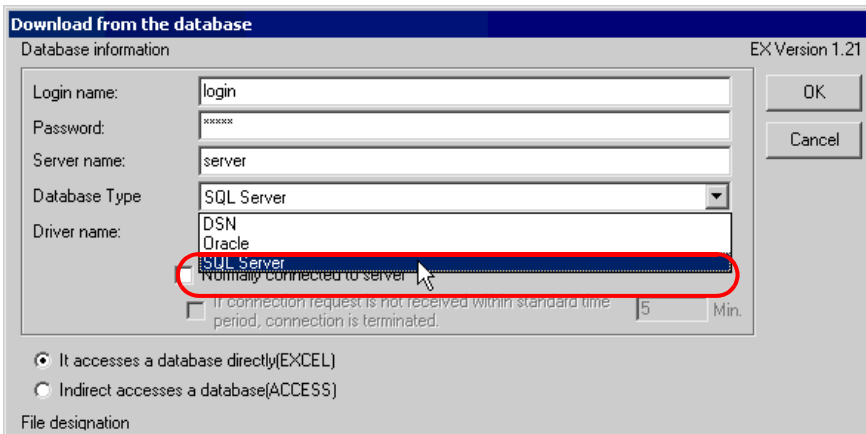 Download from the database
Database information
EX Version 1.21
Login name:
login
OK
Password:
xxxxx
Cancel
Server name:
server
Database Type
SQL Server
Driver name:
DSN
Oracle
SQL Server
Normally connected to server
If connection request is not received within standard time
period, connection is terminated.
5
Min.
It accesses a database directly(EXCEL)
Indirect accesses a database(ACCESS)
File designation